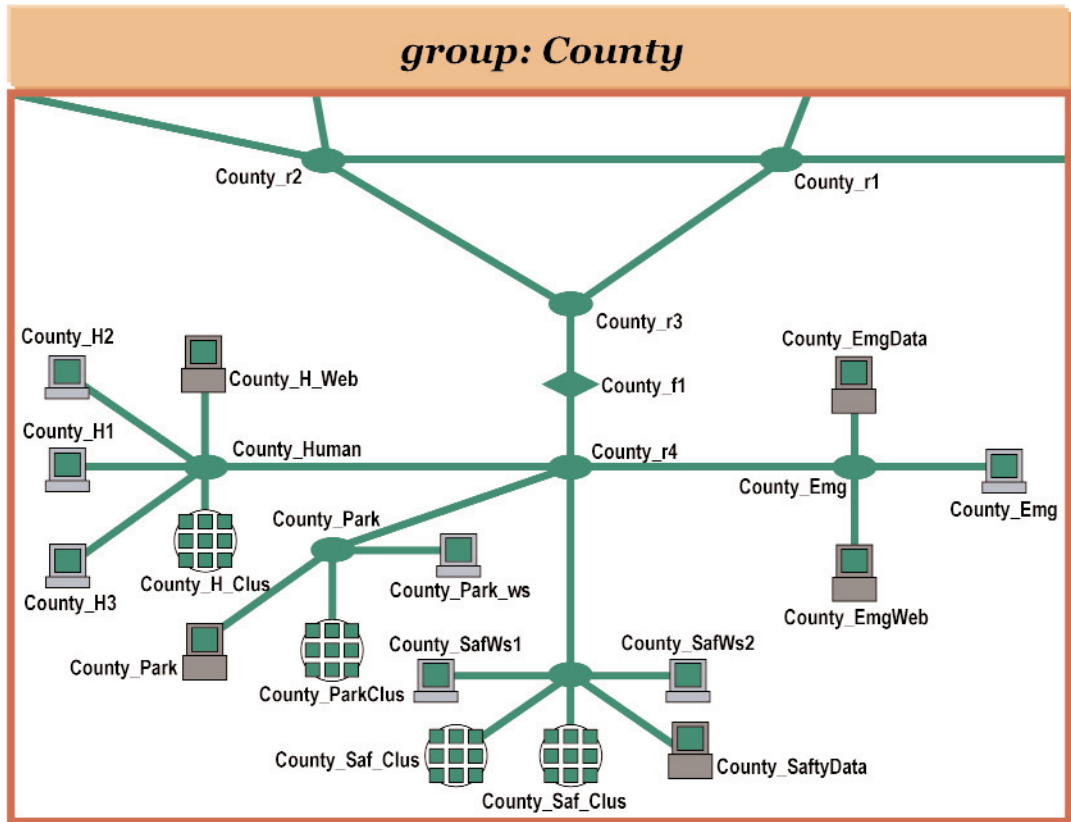 group: County
County_r2
County_r1
County_r3
County_H2
County_EmgData
County_H_Web
County_f1
County_H1
County_Human
County_r4
County_Emg
County_Emg
County_Park
County_H_Clus
County_Park_ws
County_H3
County_EmgWeb
County_SafWs1
County_SafWs2
County_Park
County_ParkClus
County_Saf_Clus
County_SaftyData
County_Saf_Clus